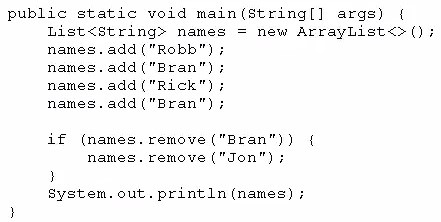 public static void main(String[] args) {
    List<String> names = new ArrayList<>();
    names.add("Robb");
    names.add("Bran");
    names.add("Rick");
    names.add("Bran");

    if (names.remove("Bran")) {
        names.remove("Jon");
    }
    System.out.println(names);
}